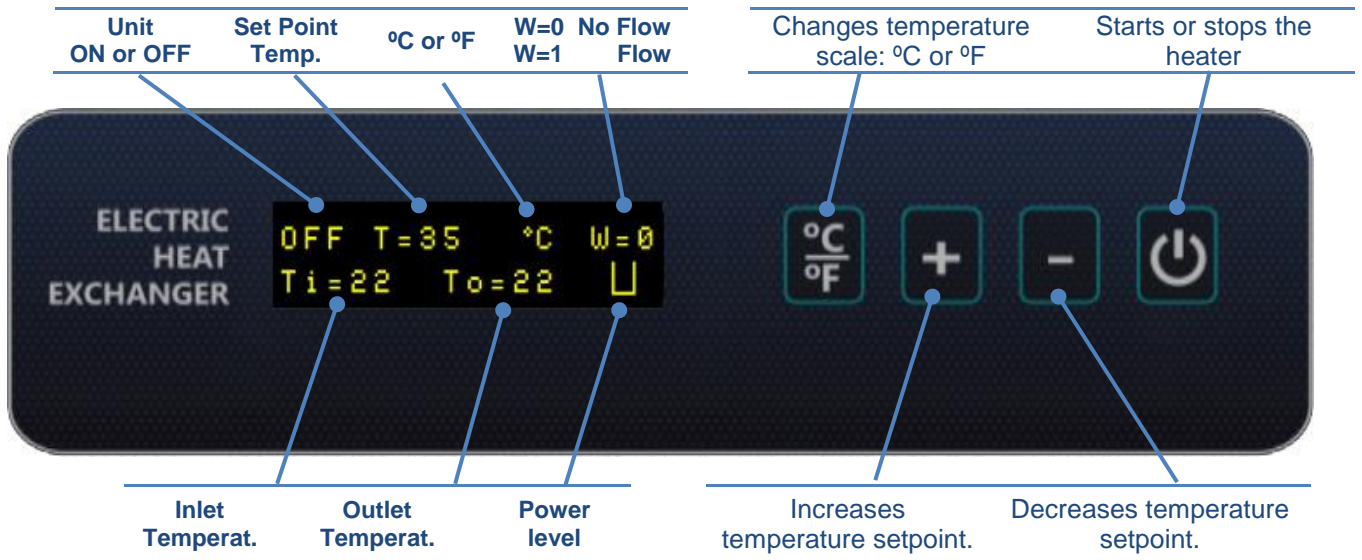 Unit
ON or OFF
Set Point
Temp.
ºC or ºF
W=0 No Flow
W=1 Flow
Changes temperature
scale: ºC or ºF
Starts or stops the
heater
ELECTRIC
HEAT
EXCHANGER
OFF T=35 °C W=0
Ti=22 To=22
ºC
ºF
+
-
Inlet
Temperat.
Outlet
Temperat.
Power
level
Increases
temperature setpoint.
Decreases temperature
setpoint.